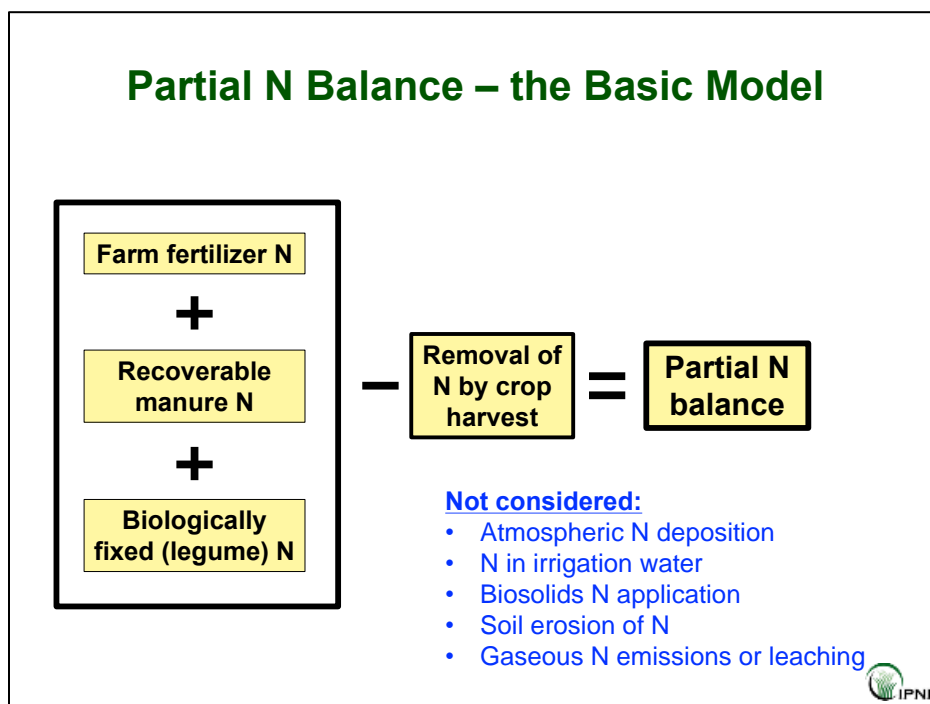 Partial N Balance – the Basic Model
Farm fertilizer N
+
Recoverable
manure N
+
Biologically
fixed (legume) N
–
Removal of
N by crop
harvest
=
Partial N
balance
Not considered:
• Atmospheric N deposition
• N in irrigation water
• Biosolids N application
• Soil erosion of N
• Gaseous N emissions or leaching
IPNI